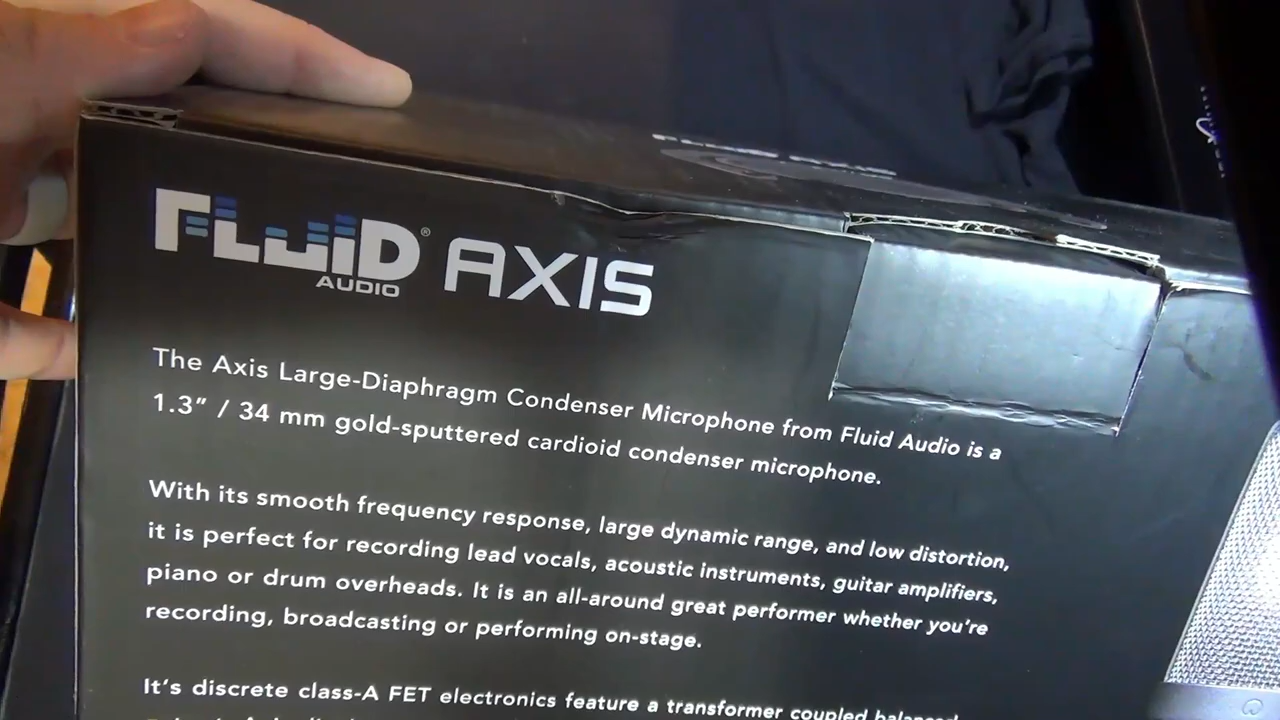 FLUID® AXIS
AUDIO
The Axis Large-Diaphragm Condenser Microphone from Fluid Audio is a
1.3” / 34 mm gold-sputtered cardioid condenser microphone.
With its smooth frequency response, large dynamic range, and low distortion,
it is perfect for recording lead vocals, acoustic instruments, guitar amplifiers,
piano or drum overheads. It is an all-around great performer whether you’re
recording, broadcasting or performing on-stage.
It’s discrete class-A FET electronics feature a transformer coupled balanced